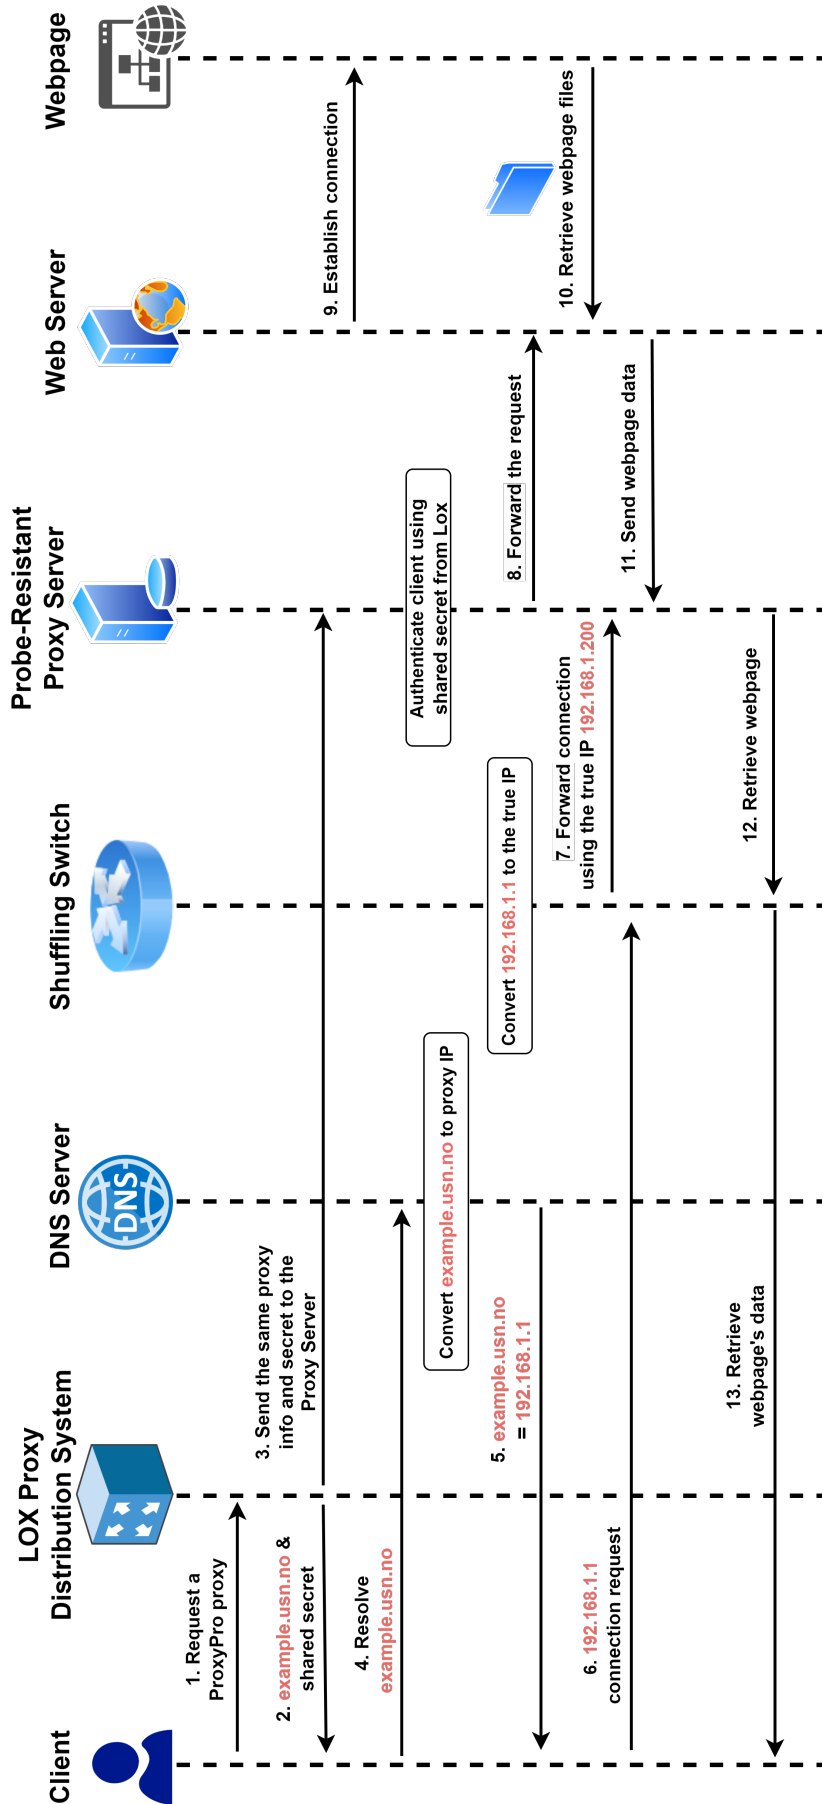 Client
LOX Proxy
Distribution System
DNS Server
DNS
Shuffling Switch
Probe-Resistant
Proxy Server
Web Server
Webpage
1. Request a
ProxyPro proxy
2. example.usn.no &
shared secret
3. Send the same proxy
info and secret to the
Proxy Server
4. Resolve
example.usn.no
Convert example.usn.no to proxy IP
5. example.usn.no
= 192.168.1.1
6. 192.168.1.1
connection request
Convert 192.168.1.1 to the true IP
7. Forward connection
using the true IP 192.168.1.200
Authenticate client using
shared secret from Lox
8. Forward the request
9. Establish connection
10. Retrieve webpage files
11. Send webpage data
12. Retrieve webpage
13. Retrieve
webpage's data